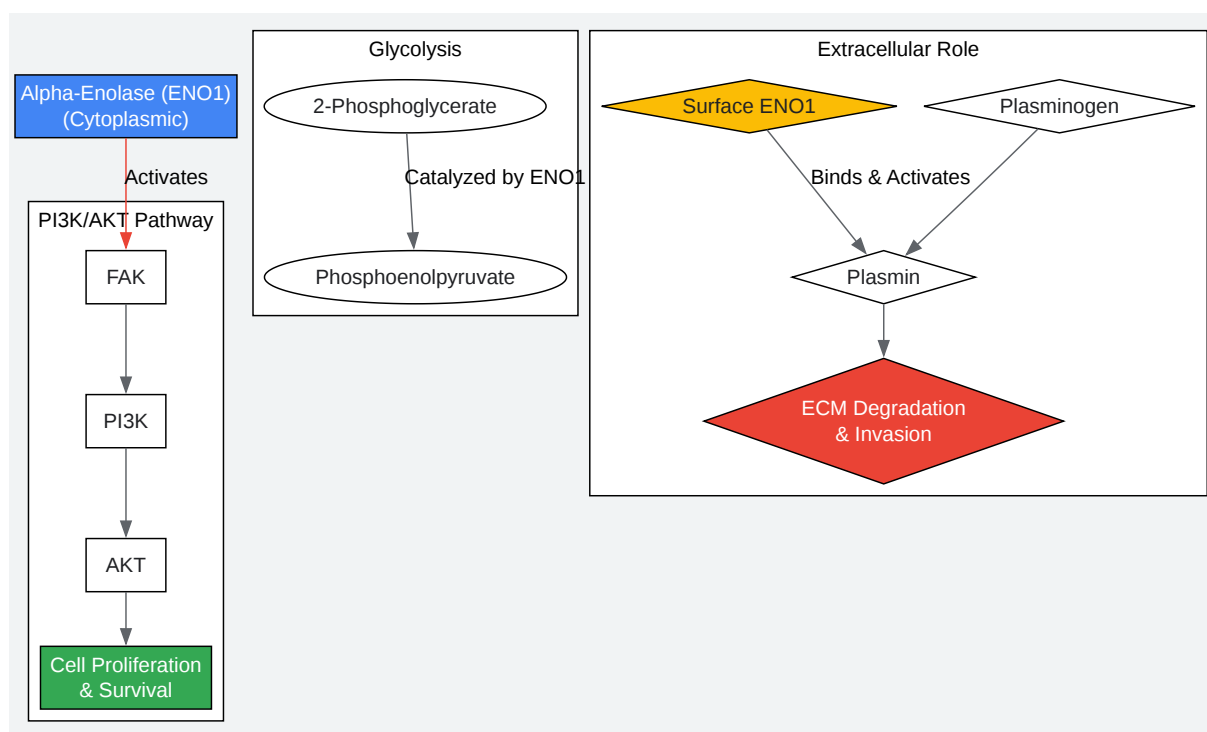 Alpha-Enolase (ENO1)
(Cytoplasmic)
Activates
PI3K/AKT Pathway
FAK
PI3K
AKT
Cell Proliferation
& Survival
Glycolysis
2-Phosphoglycerate
Catalyzed by ENO1
Phosphoenolpyruvate
Extracellular Role
Surface ENO1
Plasminogen
Binds & Activates
Plasmin
ECM Degradation
& Invasion